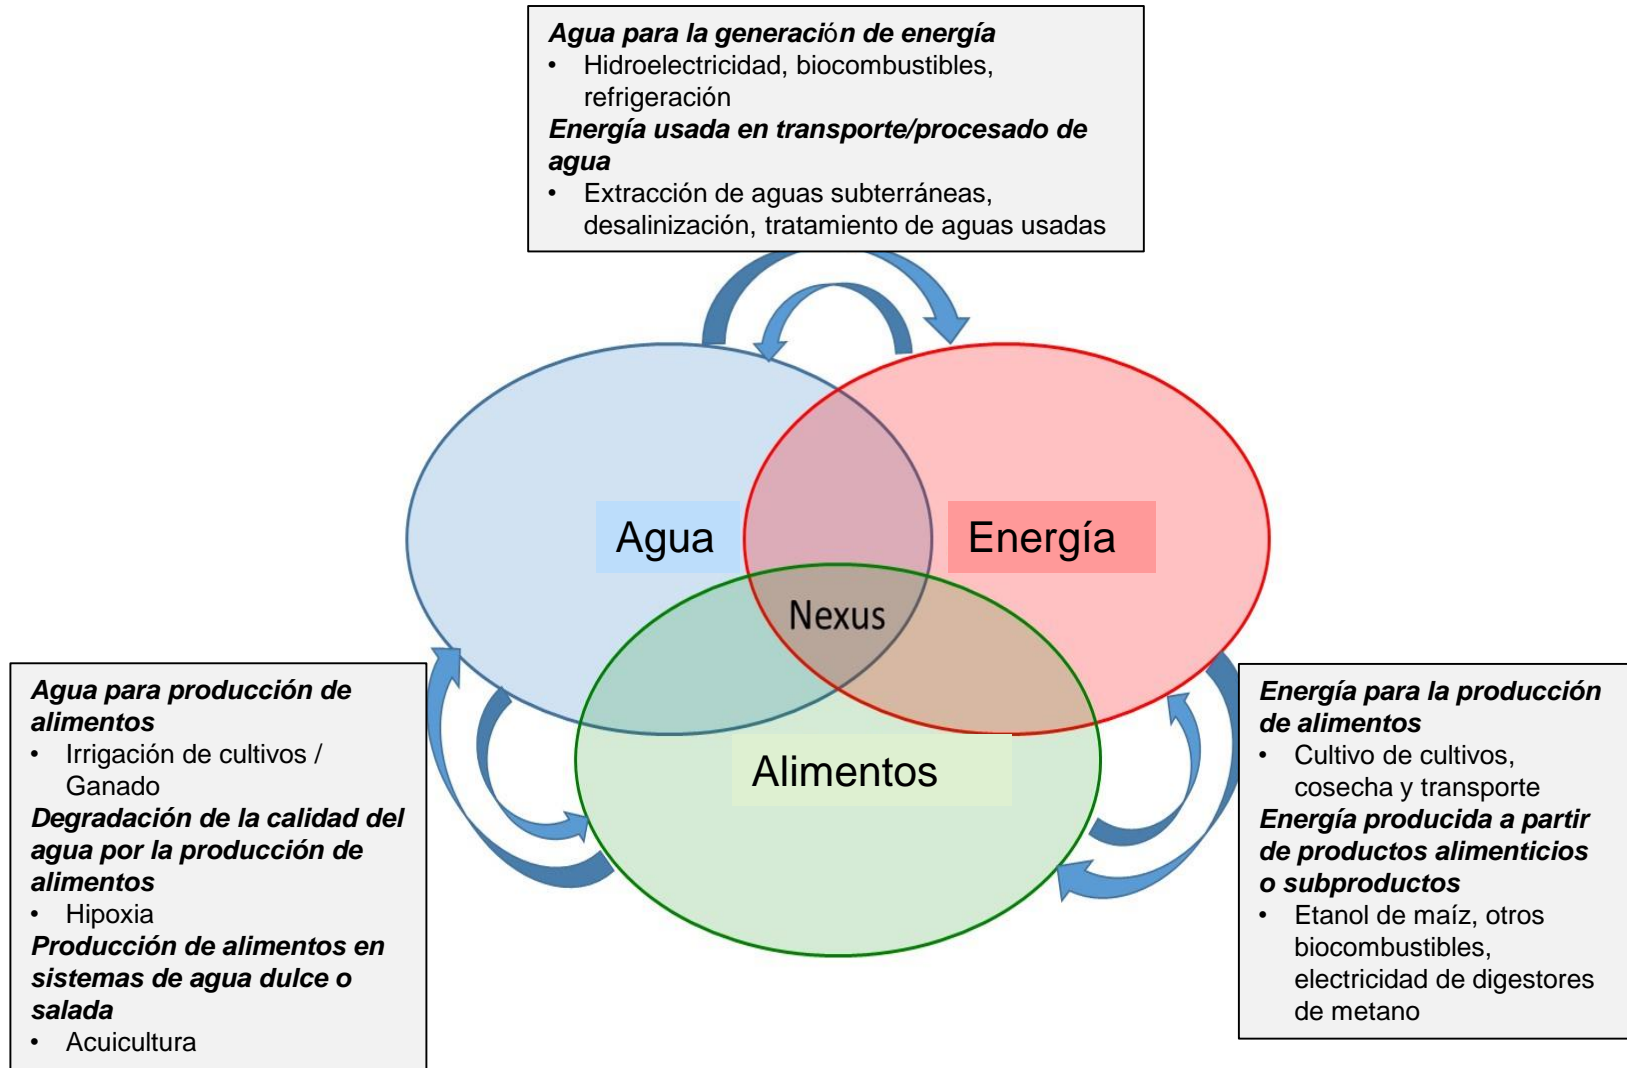 Agua para la generación de energía
• Hidroelectricidad, biocombustibles,
refrigeración
Energía usada en transporte/procesado de
agua
• Extracción de aguas subterráneas,
desalinización, tratamiento de aguas usadas
Agua
Energía
Nexus
Alimentos
Agua para producción de
alimentos
• Irrigación de cultivos /
Ganado
Degradación de la calidad del
agua por la producción de
alimentos
• Hipoxia
Producción de alimentos en
sistemas de agua dulce o
salada
• Acuicultura
Energía para la producción
de alimentos
• Cultivo de cultivos,
cosecha y transporte
Energía producida a partir
de productos alimenticios
o subproductos
• Etanol de maíz, otros
biocombustibles,
electricidad de digestores
de metano